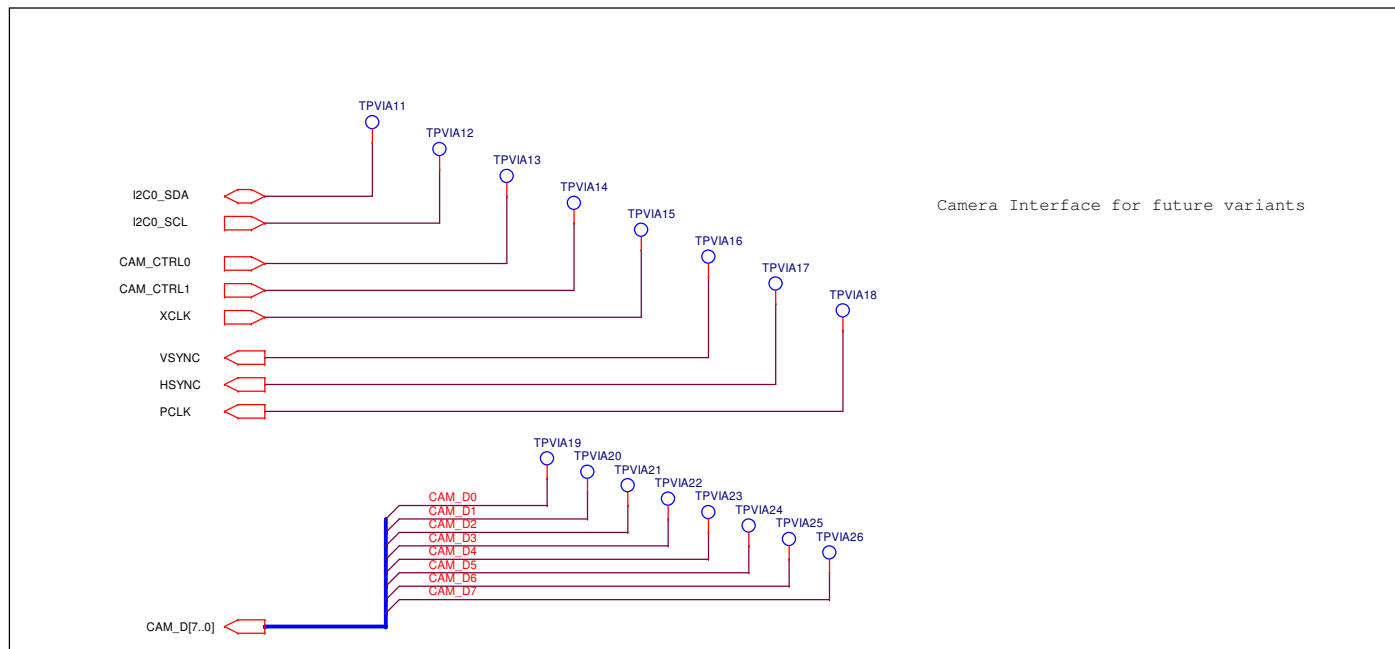 TPVIA11
TPVIA12
TPVIA13
TPVIA14
TPVIA15
TPVIA16
TPVIA17
TPVIA18
I2C0_SDA
I2C0_SCL
CAM_CTRL0
CAM_CTRL1
XCLK
VSYNC
HSYNC
PCLK
Camera Interface for future variants
TPVIA19
TPVIA20
TPVIA21
TPVIA22
TPVIA23
TPVIA24
TPVIA25
TPVIA26
CAM_D0
CAM_D1
CAM_D2
CAM_D3
CAM_D4
CAM_D5
CAM_D6
CAM_D7
CAM_D[7..0]